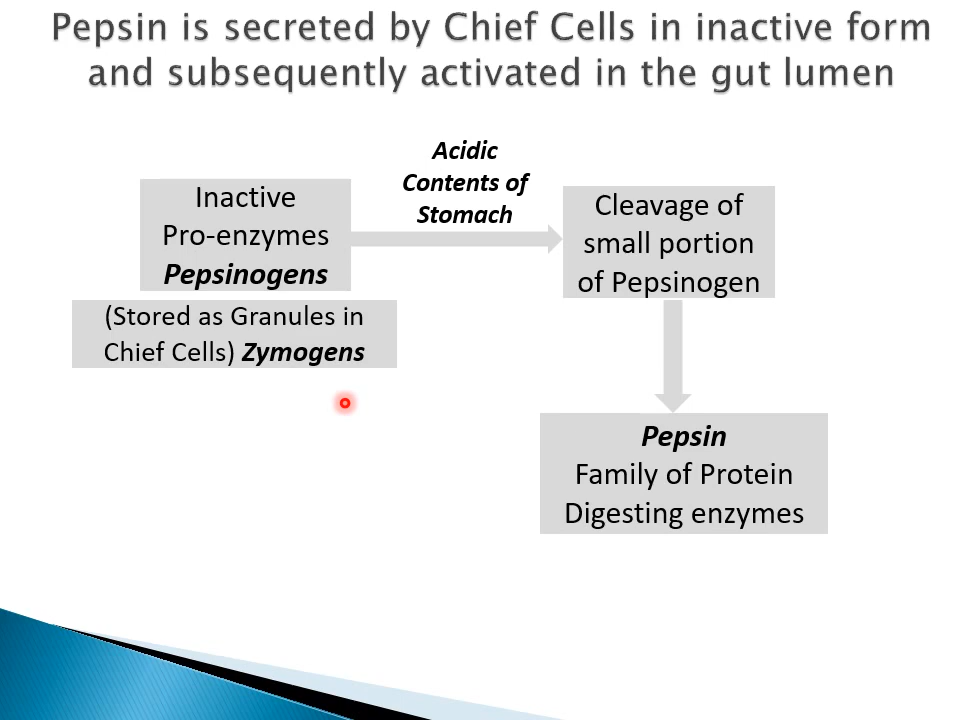 Pepsin is secreted by Chief Cells in inactive form
and subsequently activated in the gut lumen
Inactive
Pro-enzymes
Pepsinogens
(Stored as Granules in
Chief Cells) Zymogens
Acidic
Contents of
Stomach
Cleavage of
small portion
of Pepsinogen
Pepsin
Family of Protein
Digesting enzymes